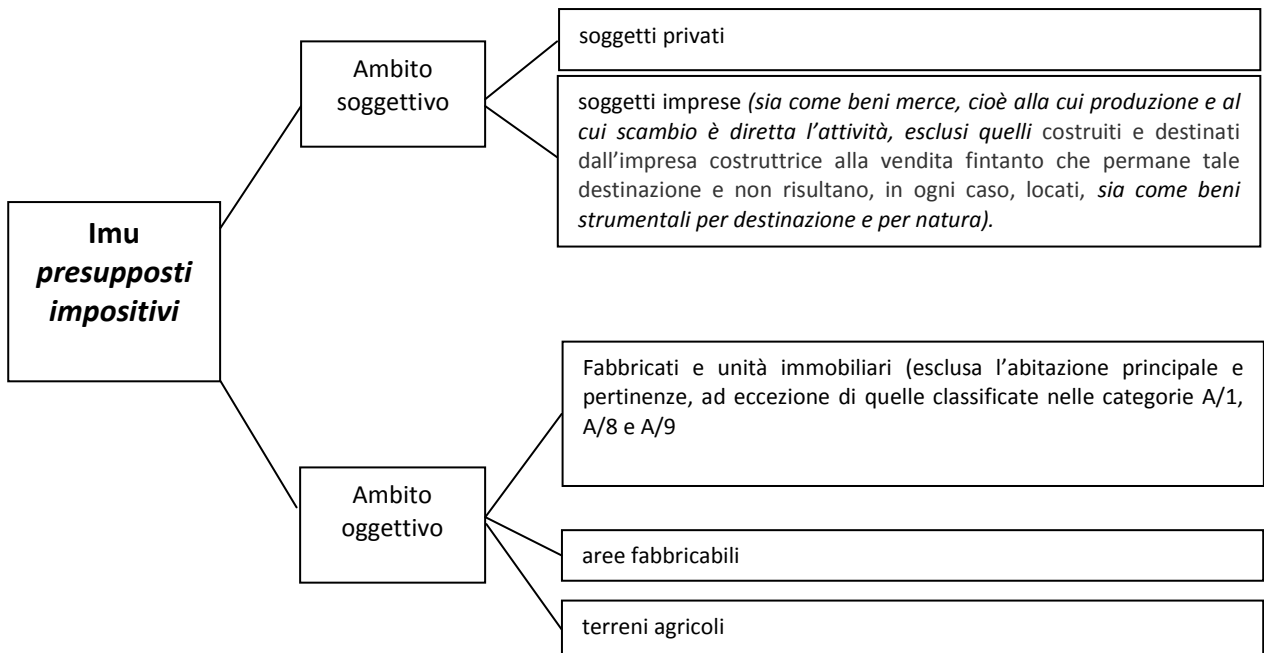 Imu
presupposti
impositivi
Ambito
soggettivo
soggetti privati
soggetti imprese (sia come beni merce, cioè alla cui produzione e al
cui scambio è diretta l’attività, esclusi quelli costruiti e destinati
dall’impresa costruttrice alla vendita fintanto che permane tale
destinazione e non risultano, in ogni caso, locati, sia come beni
strumentali per destinazione e per natura).
Ambito
oggettivo
Fabbricati e unità immobiliari (esclusa l’abitazione principale e
pertinenze, ad eccezione di quelle classificate nelle categorie A/1,
A/8 e A/9
aree fabbricabili
terreni agricoli